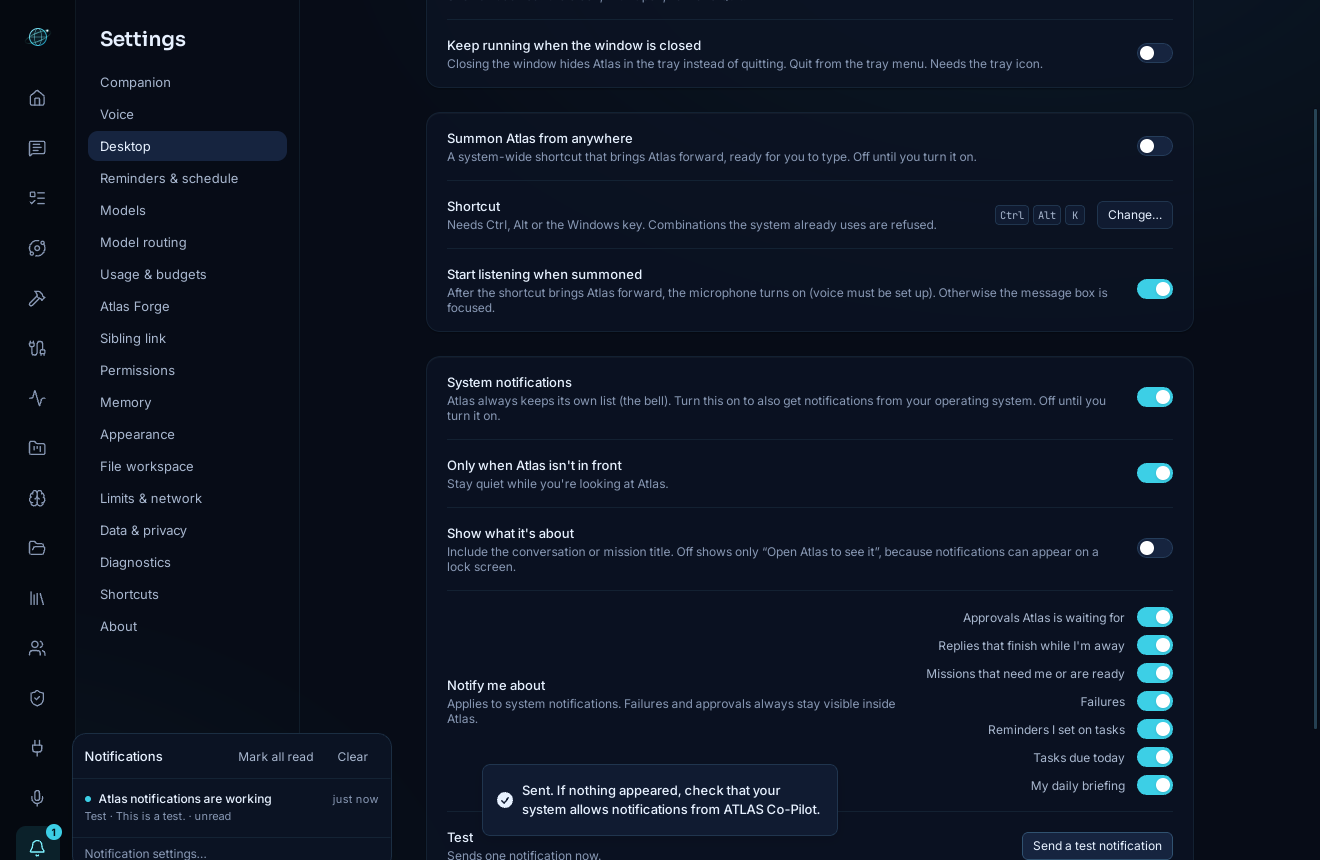 Settings
Companion
Voice
Desktop
Reminders & schedule
Models
Model routing
Usage & budgets
Atlas Forge
Sibling link
Permissions
Memory
Appearance
File workspace
Limits & network
Data & privacy
Diagnostics
Shortcuts
About
Notifications
Mark all read
Clear
Atlas notifications are working
just now
Test · This is a test. · unread
Notification settings...
1
Keep running when the window is closed
Closing the window hides Atlas in the tray instead of quitting. Quit from the tray menu. Needs the tray icon.
Summon Atlas from anywhere
A system-wide shortcut that brings Atlas forward, ready for you to type. Off until you turn it on.
Shortcut
Needs Ctrl, Alt or the Windows key. Combinations the system already uses are refused.
Ctrl Alt K
Change...
Start listening when summoned
After the shortcut brings Atlas forward, the microphone turns on (voice must be set up). Otherwise the message box is
focused.
System notifications
Atlas always keeps its own list (the bell). Turn this on to also get notifications from your operating system. Off until you
turn it on.
Only when Atlas isn't in front
Stay quiet while you're looking at Atlas.
Show what it's about
Include the conversation or mission title. Off shows only “Open Atlas to see it”, because notifications can appear on a
lock screen.
Notify me about
Applies to system notifications. Failures and approvals always stay visible inside
Atlas.
Approvals Atlas is waiting for
Replies that finish while I'm away
Missions that need me or are ready
Failures
Reminders I set on tasks
Tasks due today
My daily briefing
Sent. If nothing appeared, check that your
system allows notifications from ATLAS Co-Pilot.
Test
Sends one notification now.
Send a test notification